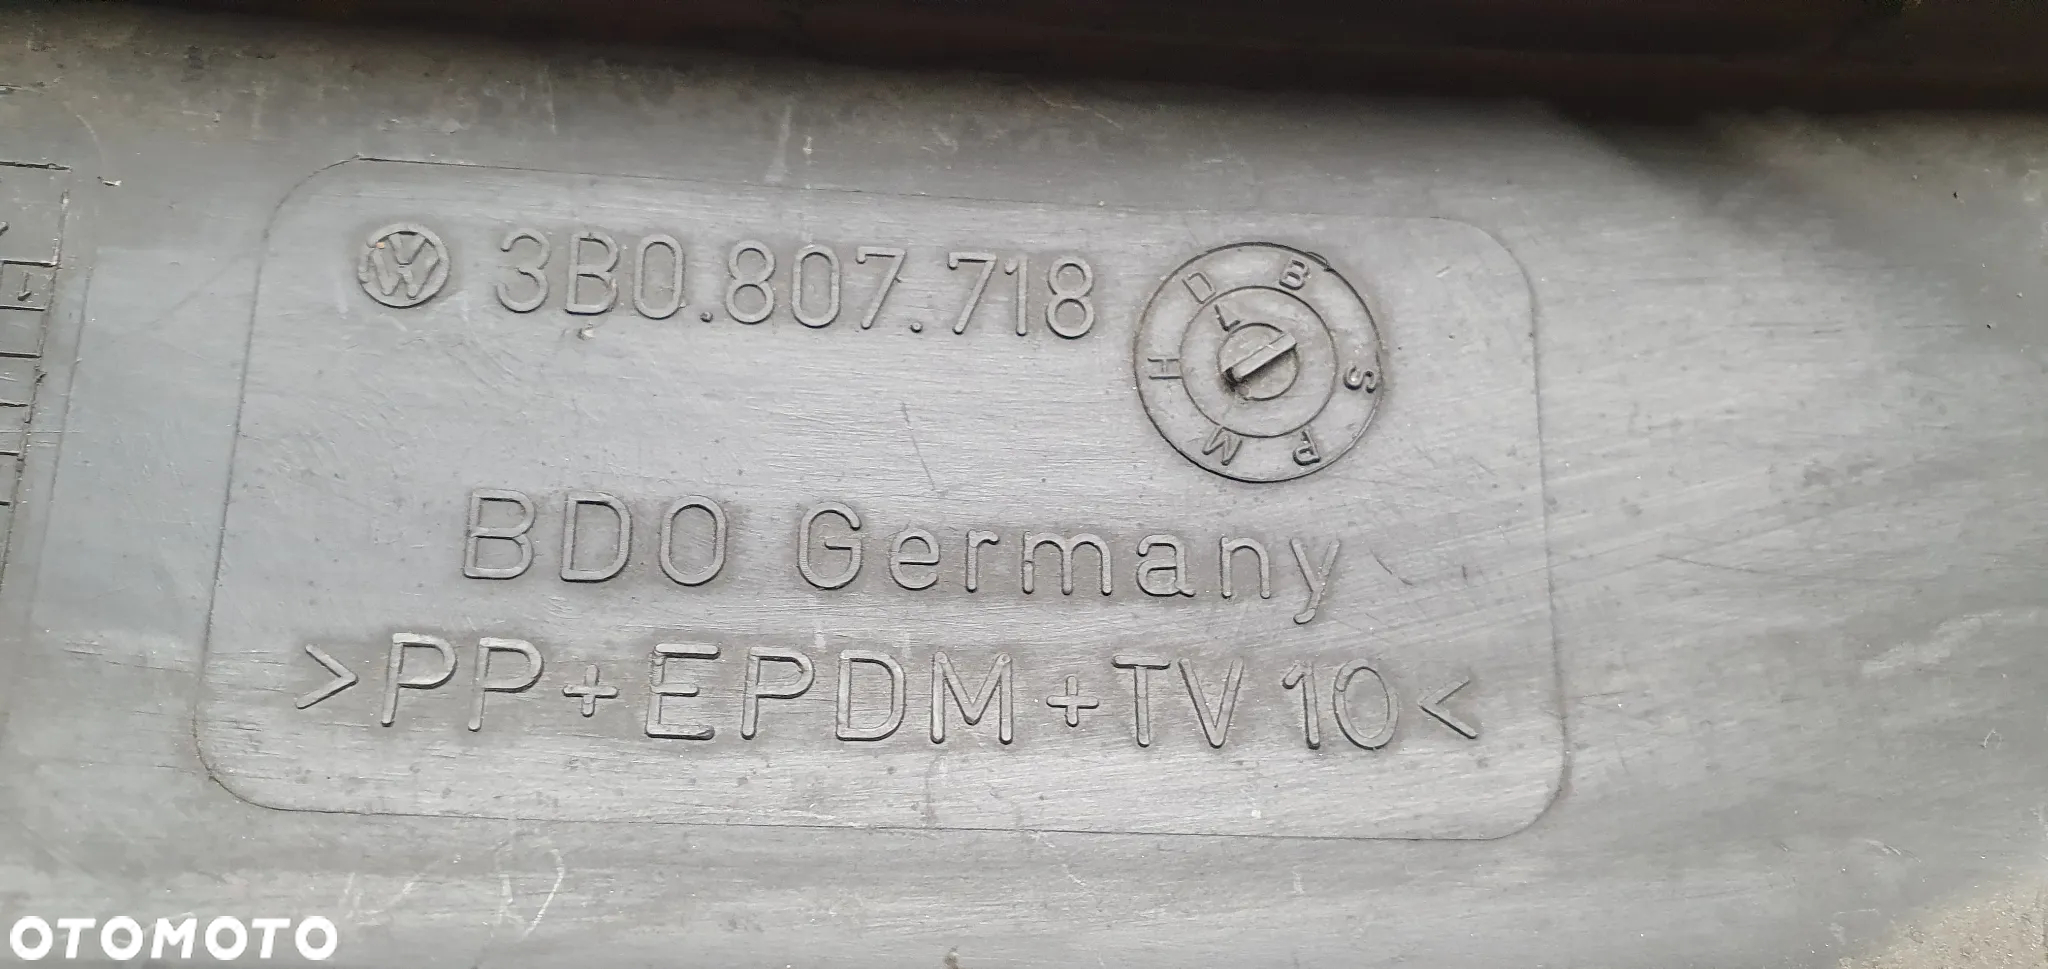 3B0.807.718
D B S P M H
L
BDO Germany
>PP+EPDM+TV10<
OTOMOTO